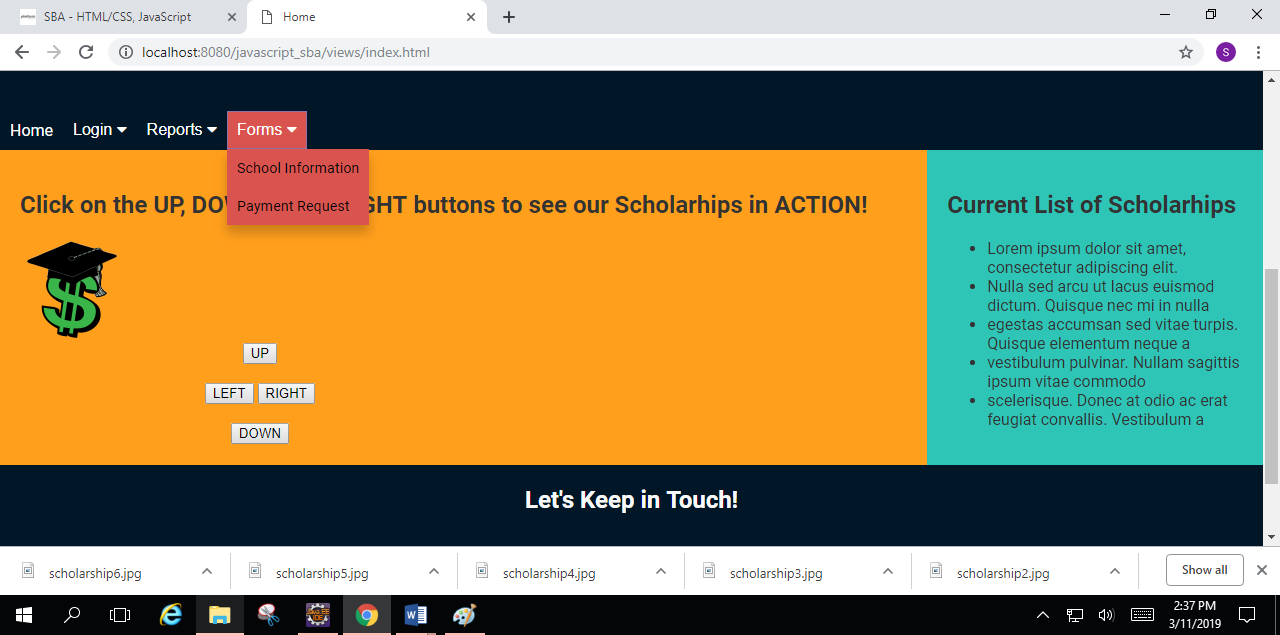 SBA - HTML/CSS, JavaScript
Home
localhost:8080/javascript_sba/views/index.html
S
Home Login Reports Forms
School Information
Payment Request
Click on the UP, DO GHT buttons to see our Scholarhips in ACTION!
UP
LEFT RIGHT
DOWN
Current List of Scholarhips
Lorem ipsum dolor sit amet,
consectetur adipiscing elit.
Nulla sed arcu ut lacus euismod
dictum. Quisque nec mi in nulla
egestas accumsan sed vitae turpis.
Quisque elementum neque a
vestibulum pulvinar. Nullam sagittis
ipsum vitae commodo
scelerisque. Donec at odio ac erat
feugiat convallis. Vestibulum a
Let's Keep in Touch!
scholarship6.jpg
scholarship5.jpg
scholarship4.jpg
scholarship3.jpg
scholarship2.jpg
Show all
2:37 PM
3/11/2019